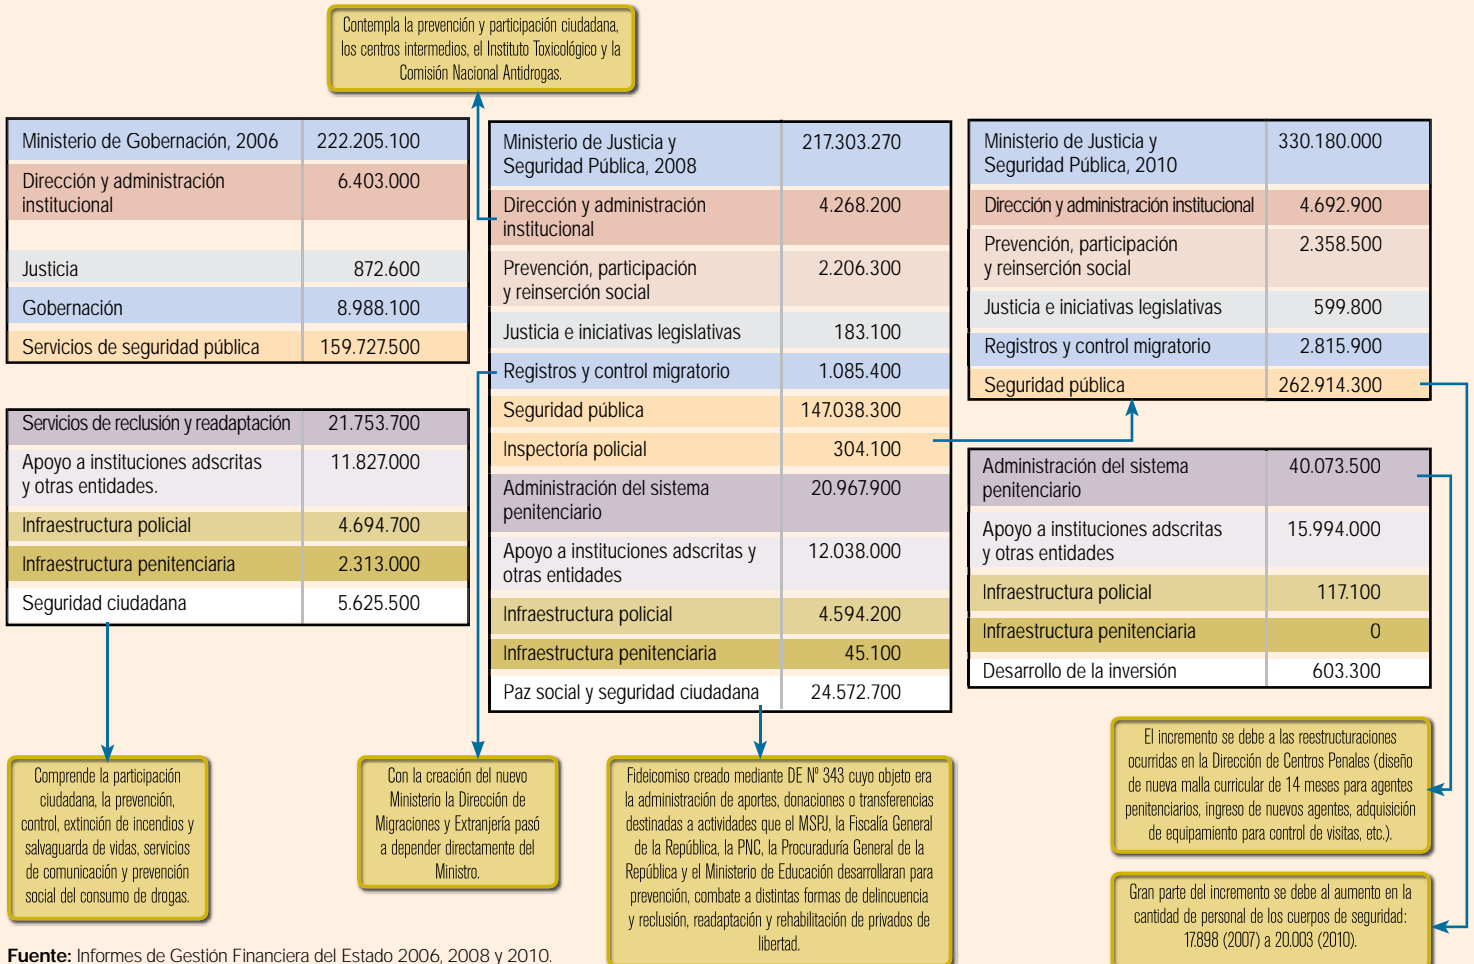 Contempla la prevención y participación ciudadana,
los centros intermedios, el Instituto Toxicológico y la
Comisión Nacional Antidrogas.
Ministerio de Gobernación, 2006 222.205.100
Dirección y administración 6.403.000
institucional
Justicia 872.600
Gobernación 8.988.100
Servicios de seguridad pública 159.727.500
Servicios de reclusión y readaptación 21.753.700
Apoyo a instituciones adscritas 11.827.000
y otras entidades.
Infraestructura policial 4.694.700
Infraestructura penitenciaria 2.313.000
Seguridad ciudadana 5.625.500
Ministerio de Justicia y 217.303.270
Seguridad Pública, 2008
Dirección y administración 4.268.200
institucional
Prevención, participación 2.206.300
y reinserción social
Justicia e iniciativas legislativas 183.100
Registros y control migratorio 1.085.400
Seguridad pública 147.038.300
Inspectoría policial 304.100
Administración del sistema 20.967.900
penitenciario
Apoyo a instituciones adscritas y 12.038.000
otras entidades
Infraestructura policial 4.594.200
Infraestructura penitenciaria 45.100
Paz social y seguridad ciudadana 24.572.700
Ministerio de Justicia y 330.180.000
Seguridad Pública, 2010
Dirección y administración institucional 4.692.900
Prevención, participación 2.358.500
y reinserción social
Justicia e iniciativas legislativas 599.800
Registros y control migratorio 2.815.900
Seguridad pública 262.914.300
Administración del sistema 40.073.500
penitenciario
Apoyo a instituciones adscritas 15.994.000
y otras entidades
Infraestructura policial 117.100
Infraestructura penitenciaria 0
Desarrollo de la inversión 603.300
Comprende la participación
ciudadana, la prevención,
control, extinción de incendios y
salvaguarda de vidas, servicios
de comunicación y prevención
social del consumo de drogas.
Con la creación del nuevo
Ministerio la Dirección de
Migraciones y Extranjería pasó
a depender directamente del
Ministro.
Fideicomiso creado mediante DE Nº 343 cuyo objeto era
la administración de aportes, donaciones o transferencias
destinadas a actividades que el MSPJ, la Fiscalía General
de la República, la PNC, la Procuraduría General de la
República y el Ministerio de Educación desarrollaran para
prevención, combate a distintas formas de delincuencia
y reclusión, readaptación y rehabilitación de privados de
libertad.
El incremento se debe a las reestructuraciones
ocurridas en la Dirección de Centros Penales (diseño
de nueva malla curricular de 14 meses para agentes
penitenciarios, ingreso de nuevos agentes, adquisición
de equipamiento para control de visitas, etc.).
Gran parte del incremento se debe al aumento en la
cantidad de personal de los cuerpos de seguridad:
17.898 (2007) a 20.003 (2010).
Fuente: Informes de Gestión Financiera del Estado 2006, 2008 y 2010.